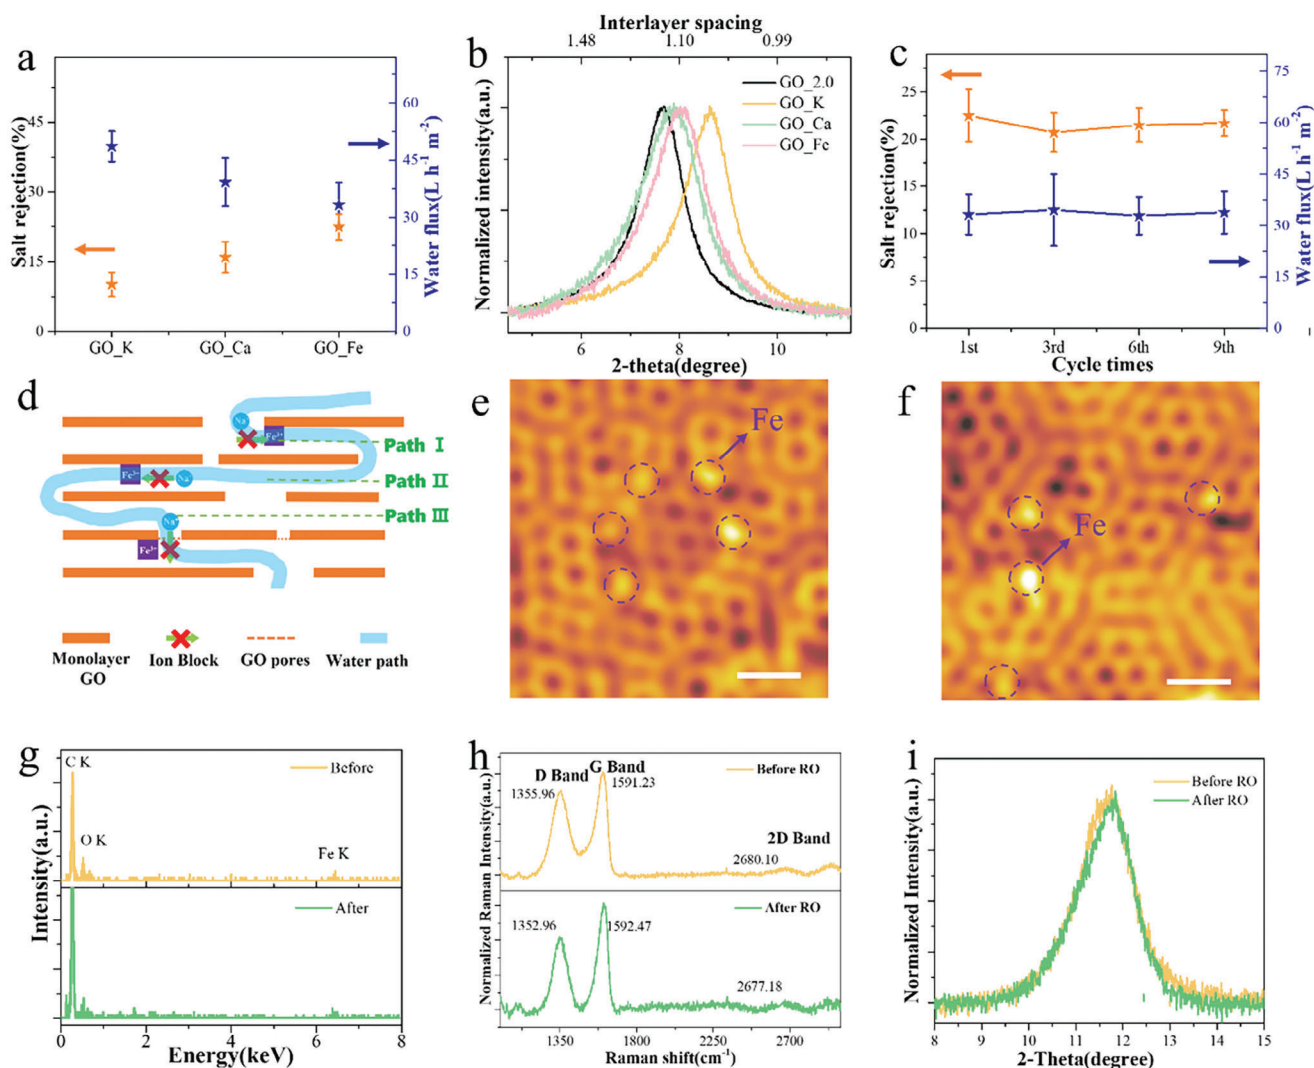 a
Salt rejection(%)
45
30
15
0
60
45
30
15
0
Water flux(L h⁻¹ m⁻²)
GO_K GO_Ca GO_Fe
b
Interlayer spacing
1.48 1.10 0.99
Normalized intensity(a.u.)
GO_2.0
GO_K
GO_Ca
GO_Fe
6 8 10
2-theta(degree)
c
Salt rejection(%)
25
20
15
10
5
0
75
60
45
30
15
0
Water flux(L h⁻¹ m⁻²)
1st 3rd 6th 9th
Cycle times
d
Na
Fe³⁺
Path Ⅰ
Fe³⁺
Na
Path Ⅱ
Na
Path Ⅲ
Fe³⁺
Monolayer
GO
Ion Block
GO pores
Water path
e
Fe
f
Fe
g
Intensity(a.u.)
C K
O K
Fe K
Before
After
0 2 4 6 8
Energy(keV)
h
Normalized Raman Intensity(a.u.)
D Band
G Band
Before RO
1355.96
1591.23
2D Band
2680.10
After RO
1352.96
1592.47
2677.18
1350 1800 2250 2700
Raman shift(cm⁻¹)
i
Normalized Intensity(a.u.)
Before RO
After RO
8 9 10 11 12 13 14 15
2-Theta(degree)